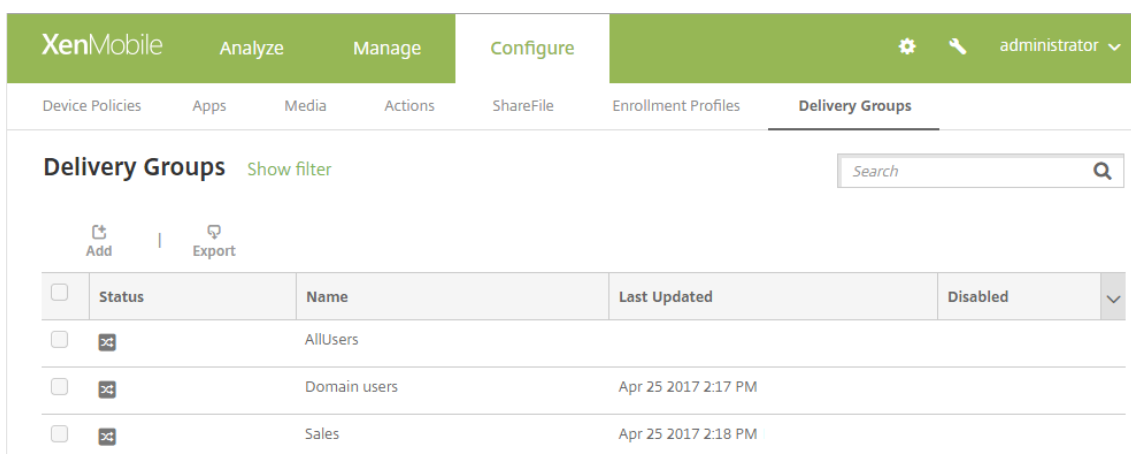 XenMobile Analyze Manage Configure administrator
Device Policies Apps Media Actions ShareFile Enrollment Profiles Delivery Groups
Delivery Groups Show filter Search
Add | Export
Status Name Last Updated Disabled
AllUsers
Domain users Apr 25 2017 2:17 PM
Sales Apr 25 2017 2:18 PM